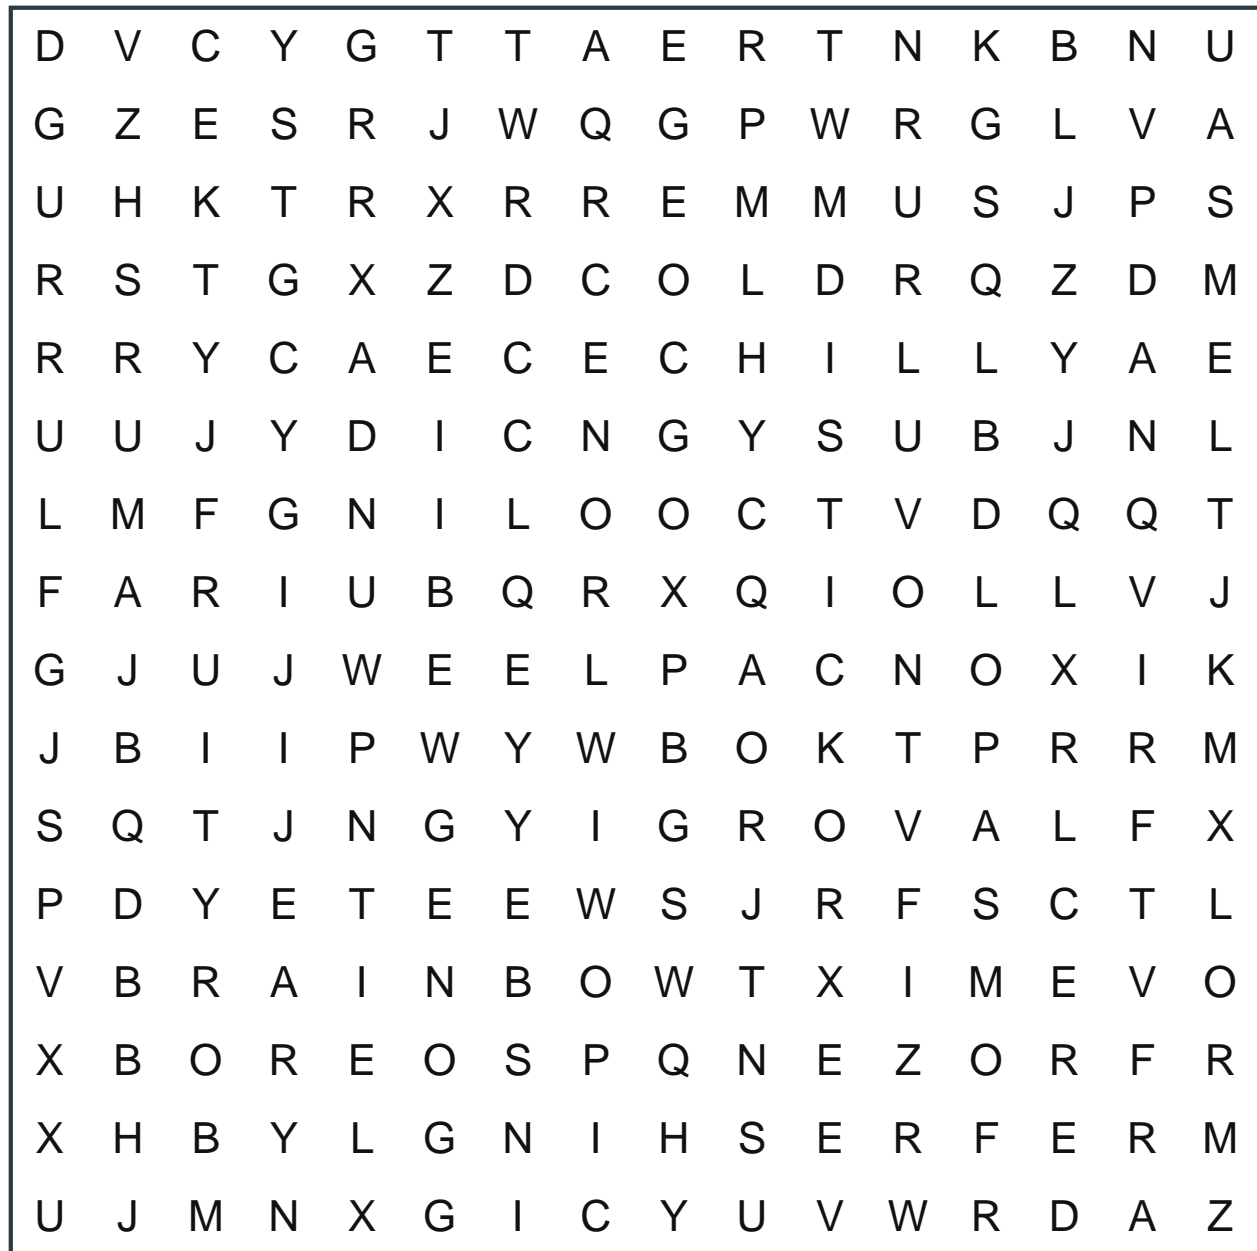 D V C Y G T T A E R T N K B N U
G Z E S R J W Q G P W R G L V A
U H K T R X R R E M M U S J P S
R S T G X Z D C O L D R Q Z D M
R R Y C A E C E C H I L L Y A E
U U J Y D I C N G Y S U B J N L
L M F G N I L O O C T V D Q Q T
F A R I U B Q R X Q I O L L V J
G J U J W E E L P A C N O X I K
J B I I P W Y W B O K T P R R M
S Q T J N G Y I G R O V A L F X
P D Y E T E E W S J R F S C T L
V B R A I N B O W T X I M E V O
X B O R E O S P Q N E Z O R F R
X H B Y L G N I H S E R F E R M
U J M N X G I C Y U V W R D A Z